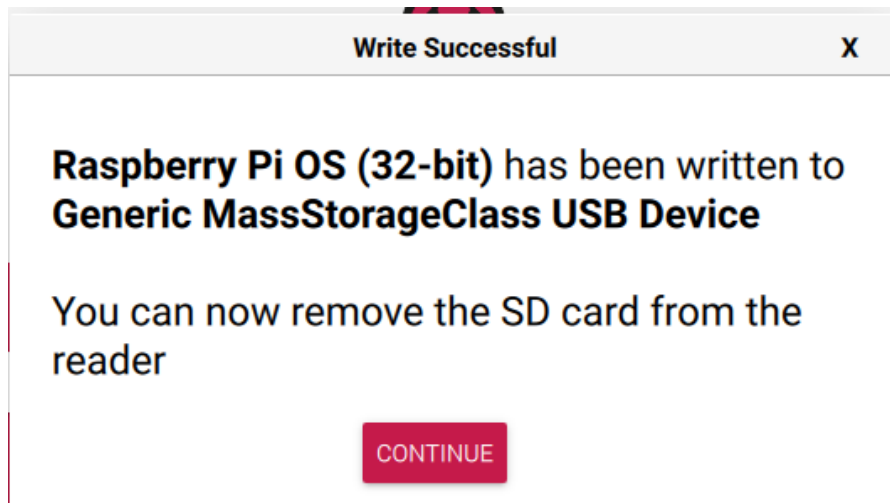 Write Successful X
Raspberry Pi OS (32-bit) has been written to
Generic MassStorageClass USB Device
You can now remove the SD card from the
reader
CONTINUE